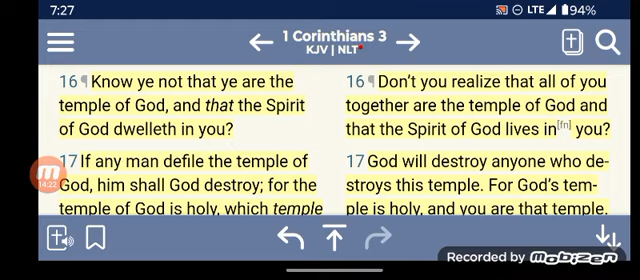 7:27
LTE 94%
1 Corinthians 3
KJV | NLT
16 ¶ Know ye not that ye are the
temple of God, and that the Spirit
of God dwelleth in you?
17 If any man defile the temple of
God, him shall God destroy; for the
temple of God is holy, which temple
16 ¶ Don't you realize that all of you
together are the temple of God and
that the Spirit of God lives in[fn] you?
17 God will destroy anyone who de-
stroys this temple. For God's tem-
ple is holy, and you are that temple.
M
14:22
Recorded by Mobizen